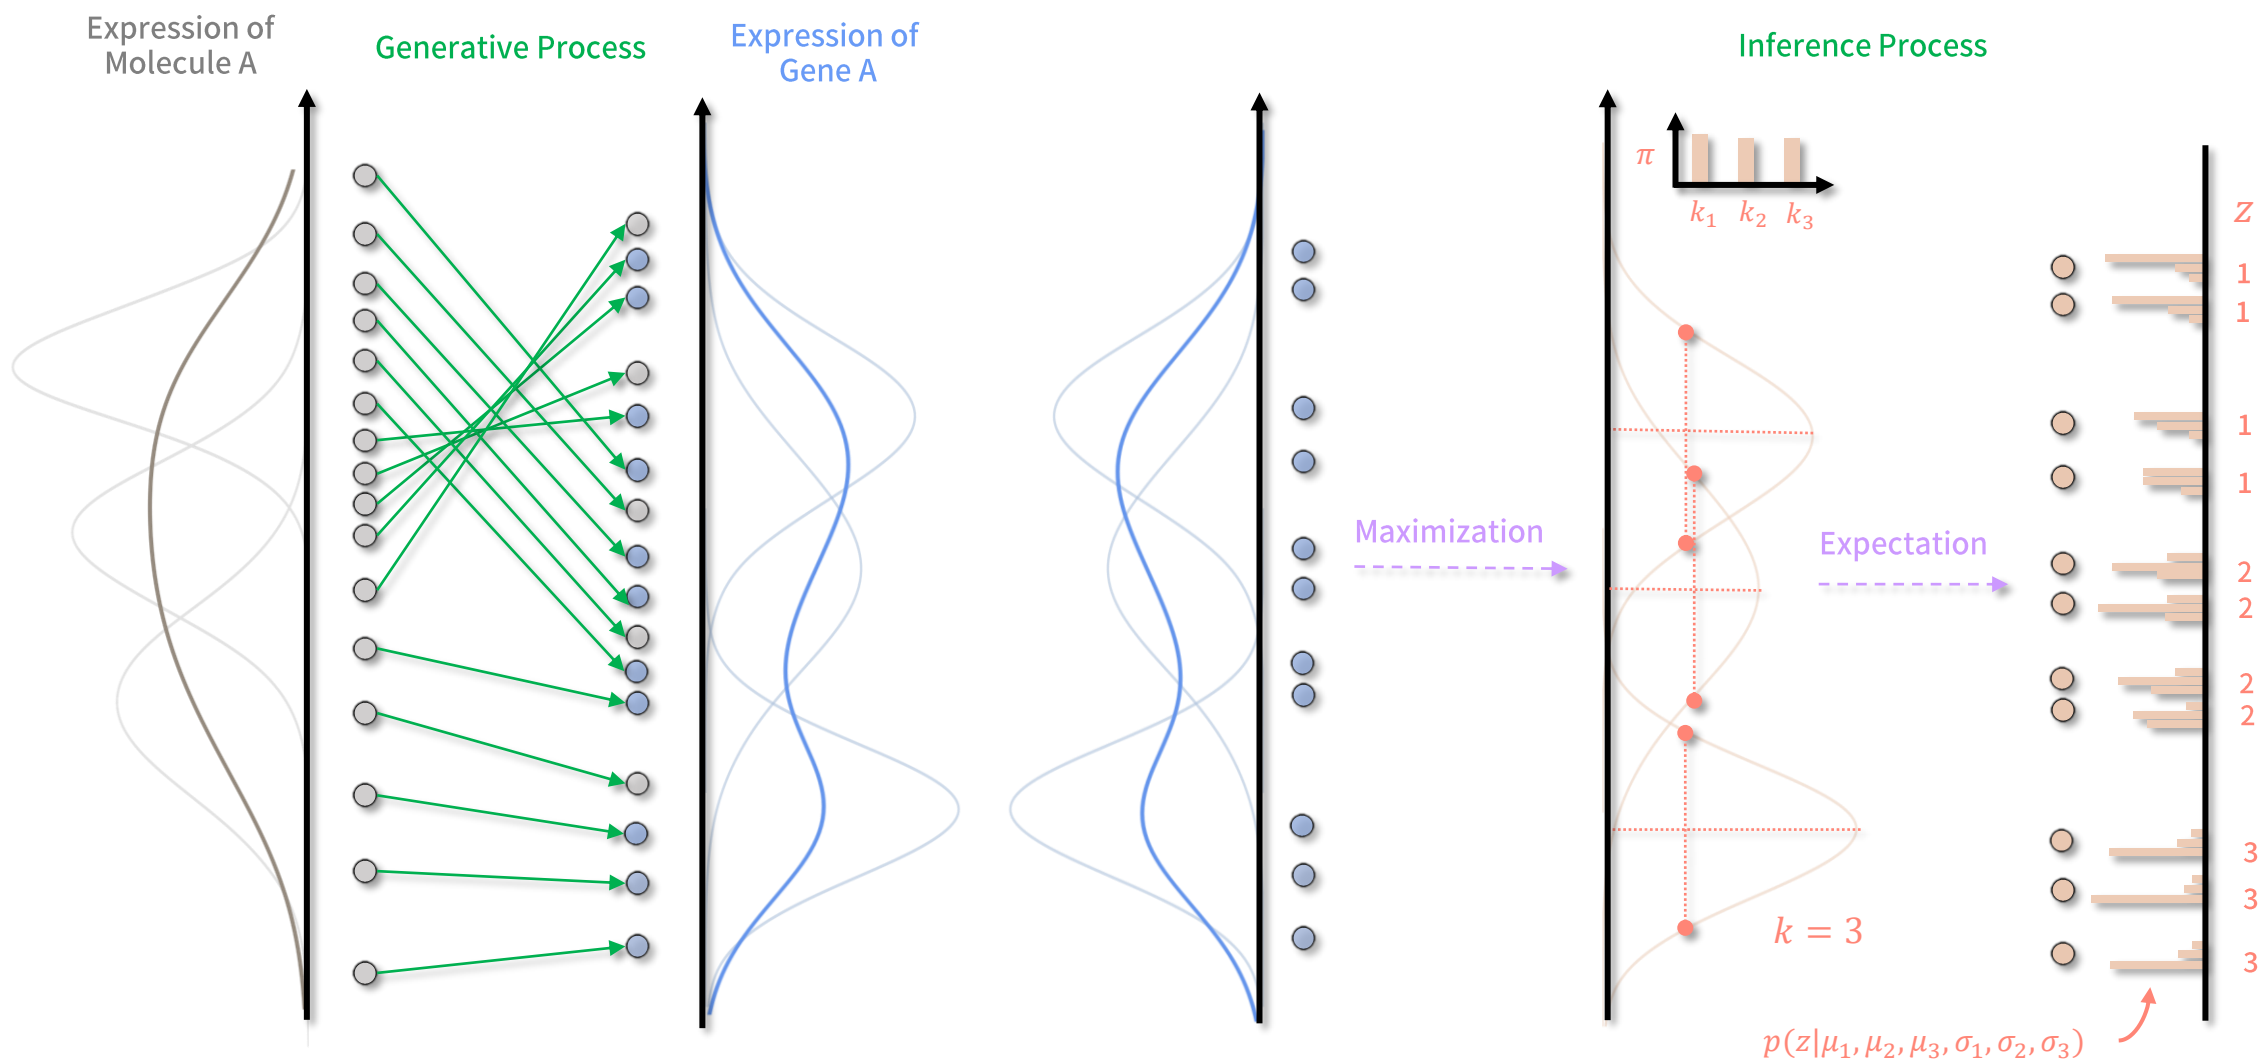 Expression of
Molecule A
Generative Process
Expression of
Gene A
Inference Process
π
k₁ k₂ k₃
z
1
1
1
1
Maximization
Expectation
2
2
2
2
3
3
k = 3
3
p(z|μ₁, μ₂, μ₃, σ₁, σ₂, σ₃)